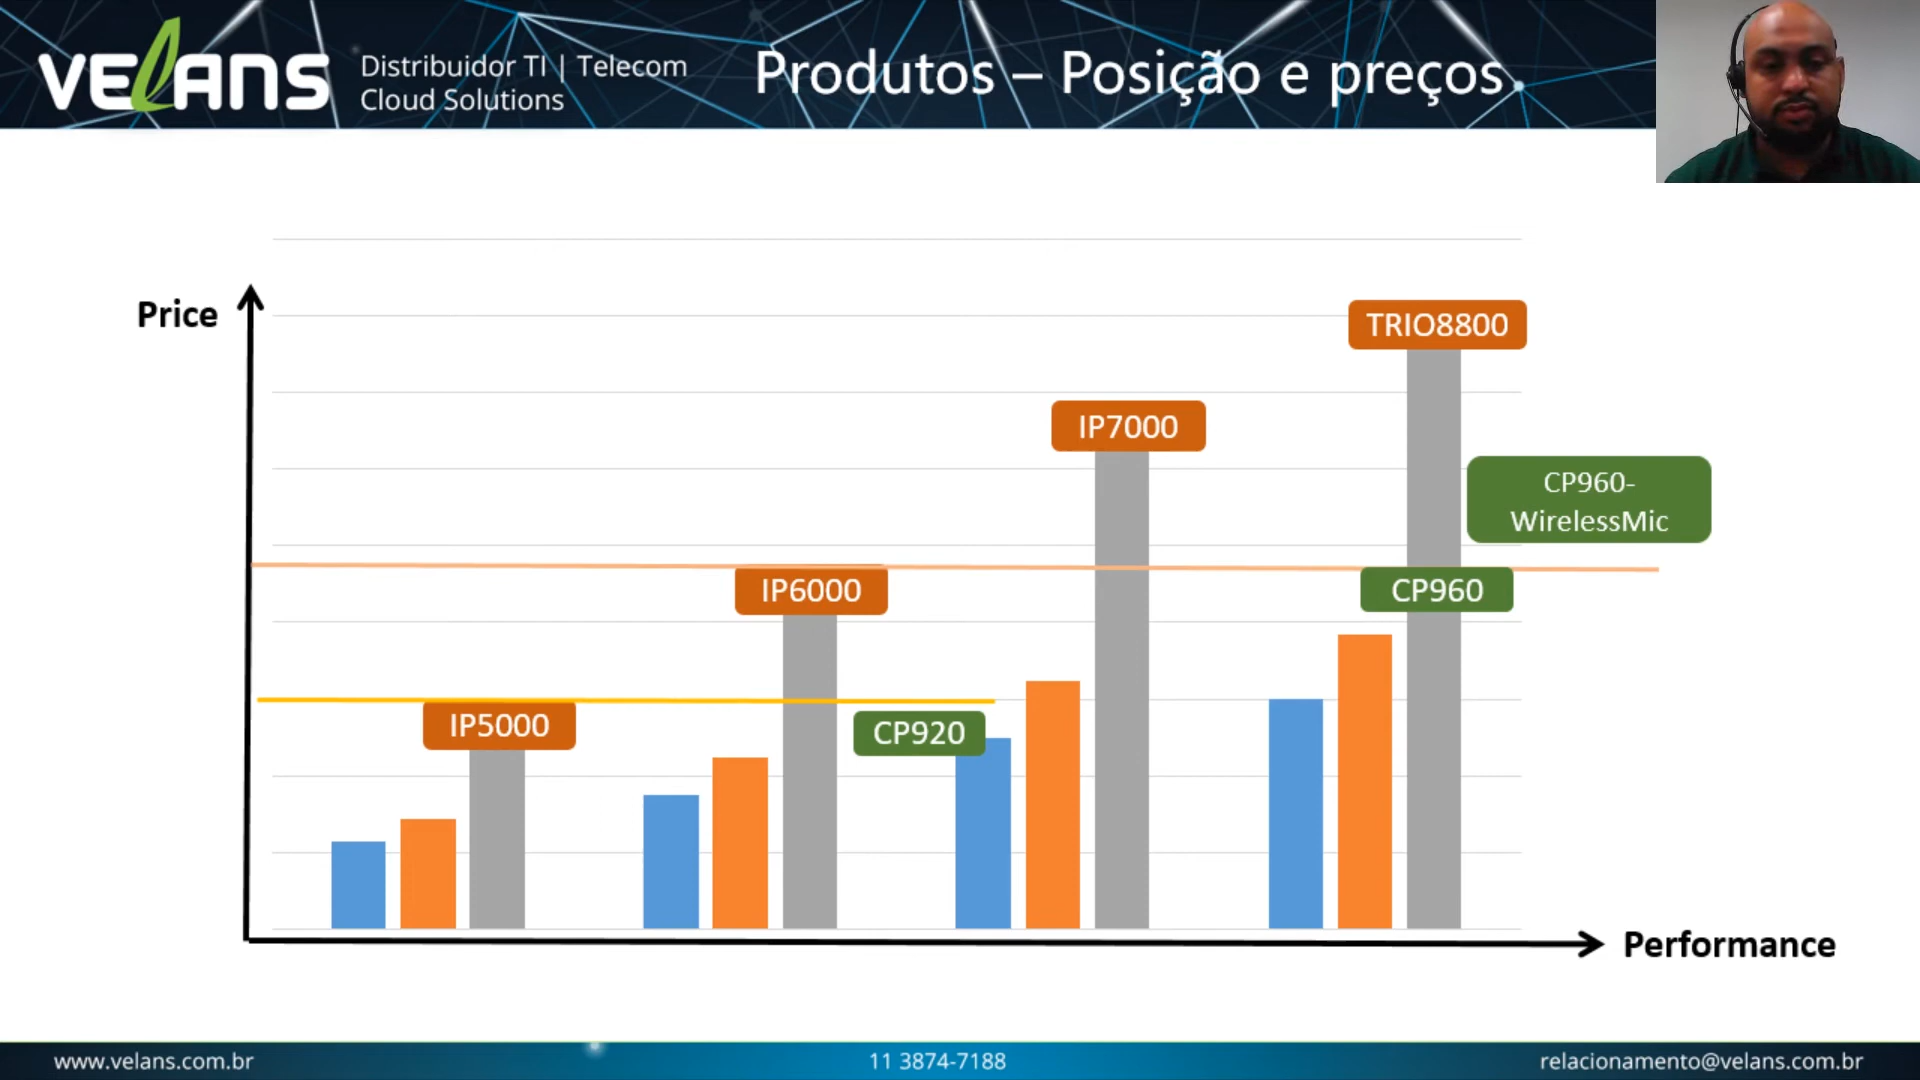 VELANS
Distribuidor TI | Telecom
Cloud Solutions
Produtos – Posição e preços
Price
TRIO8800
IP7000
CP960-
WirelessMic
IP6000
CP960
IP5000
CP920
Performance
www.velans.com.br
11 3874-7188
relacionamento@velans.com.br